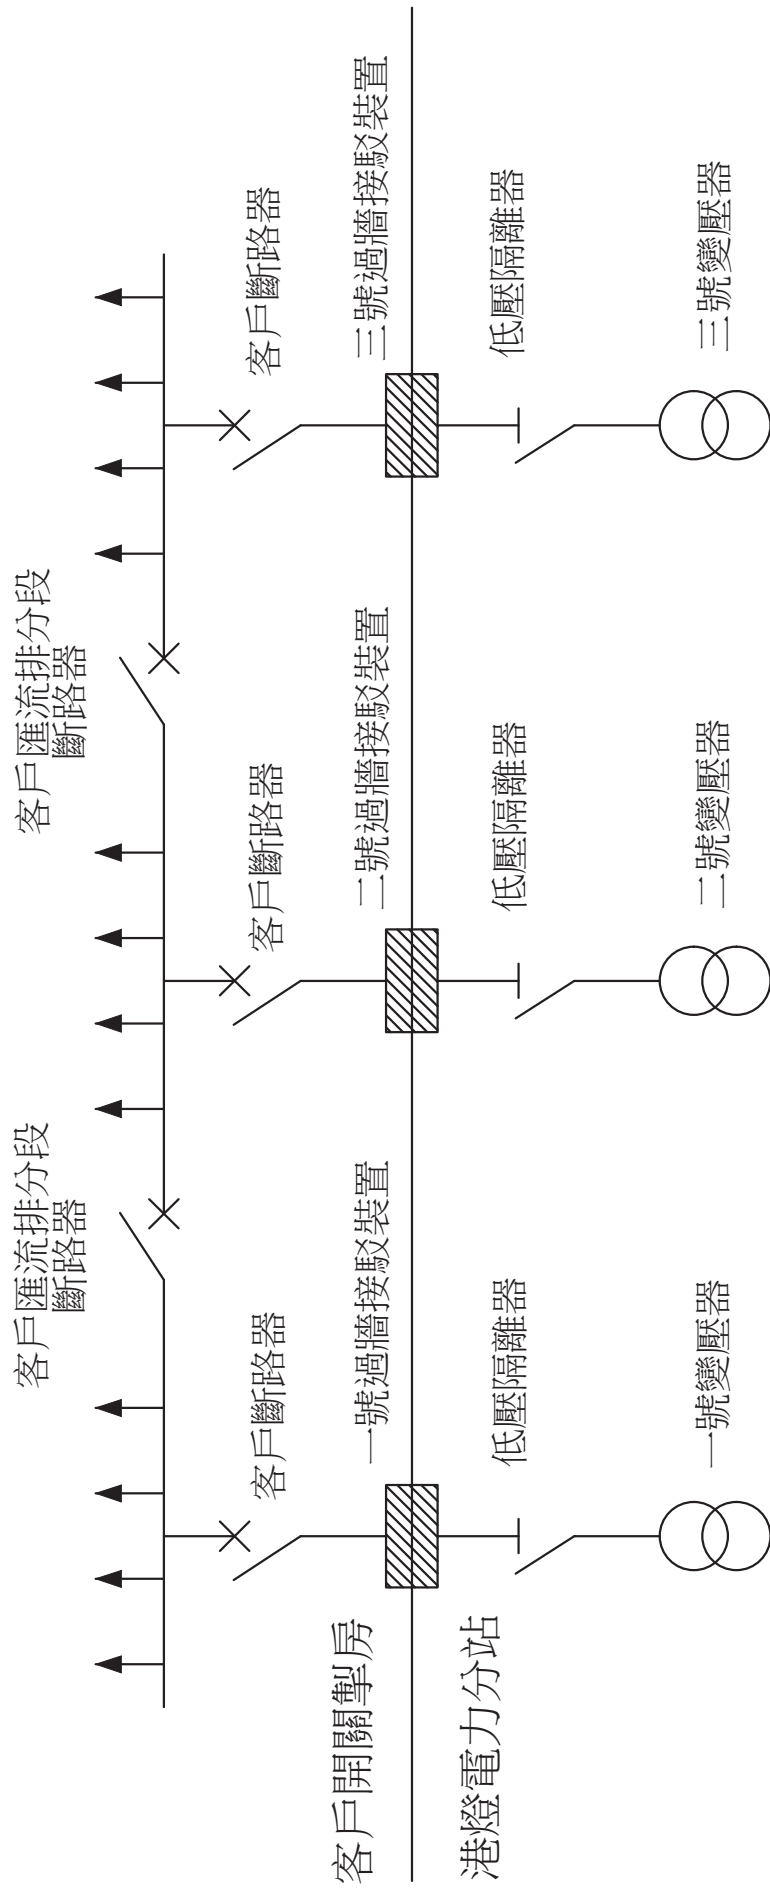 客戶匯流排分段
斷路器
客戶匯流排分段
斷路器
客戶斷路器
客戶斷路器
客戶斷路器
一號過牆接駁裝置
二號過牆接駁裝置
三號過牆接駁裝置
客戶開關掣房
港燈電力分站
低壓隔離器
低壓隔離器
低壓隔離器
一號變壓器
二號變壓器
三號變壓器